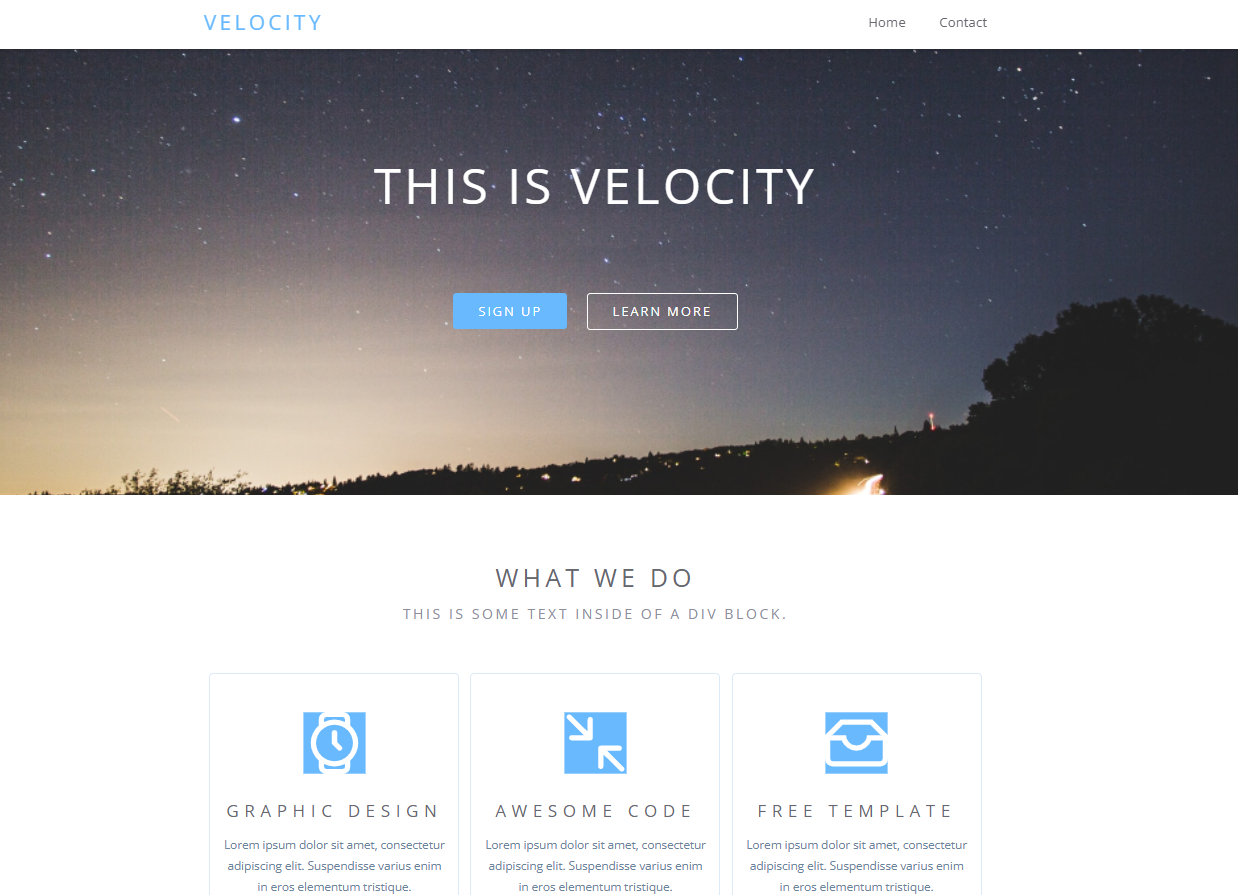 VELOCITY
Home Contact
THIS IS VELOCITY
SIGN UP LEARN MORE
WHAT WE DO
THIS IS SOME TEXT INSIDE OF A DIV BLOCK.
GRAPHIC DESIGN
Lorem ipsum dolor sit amet, consectetur
adipiscing elit. Suspendisse varius enim
in eros elementum tristique.
AWESOME CODE
Lorem ipsum dolor sit amet, consectetur
adipiscing elit. Suspendisse varius enim
in eros elementum tristique.
FREE TEMPLATE
Lorem ipsum dolor sit amet, consectetur
adipiscing elit. Suspendisse varius enim
in eros elementum tristique.